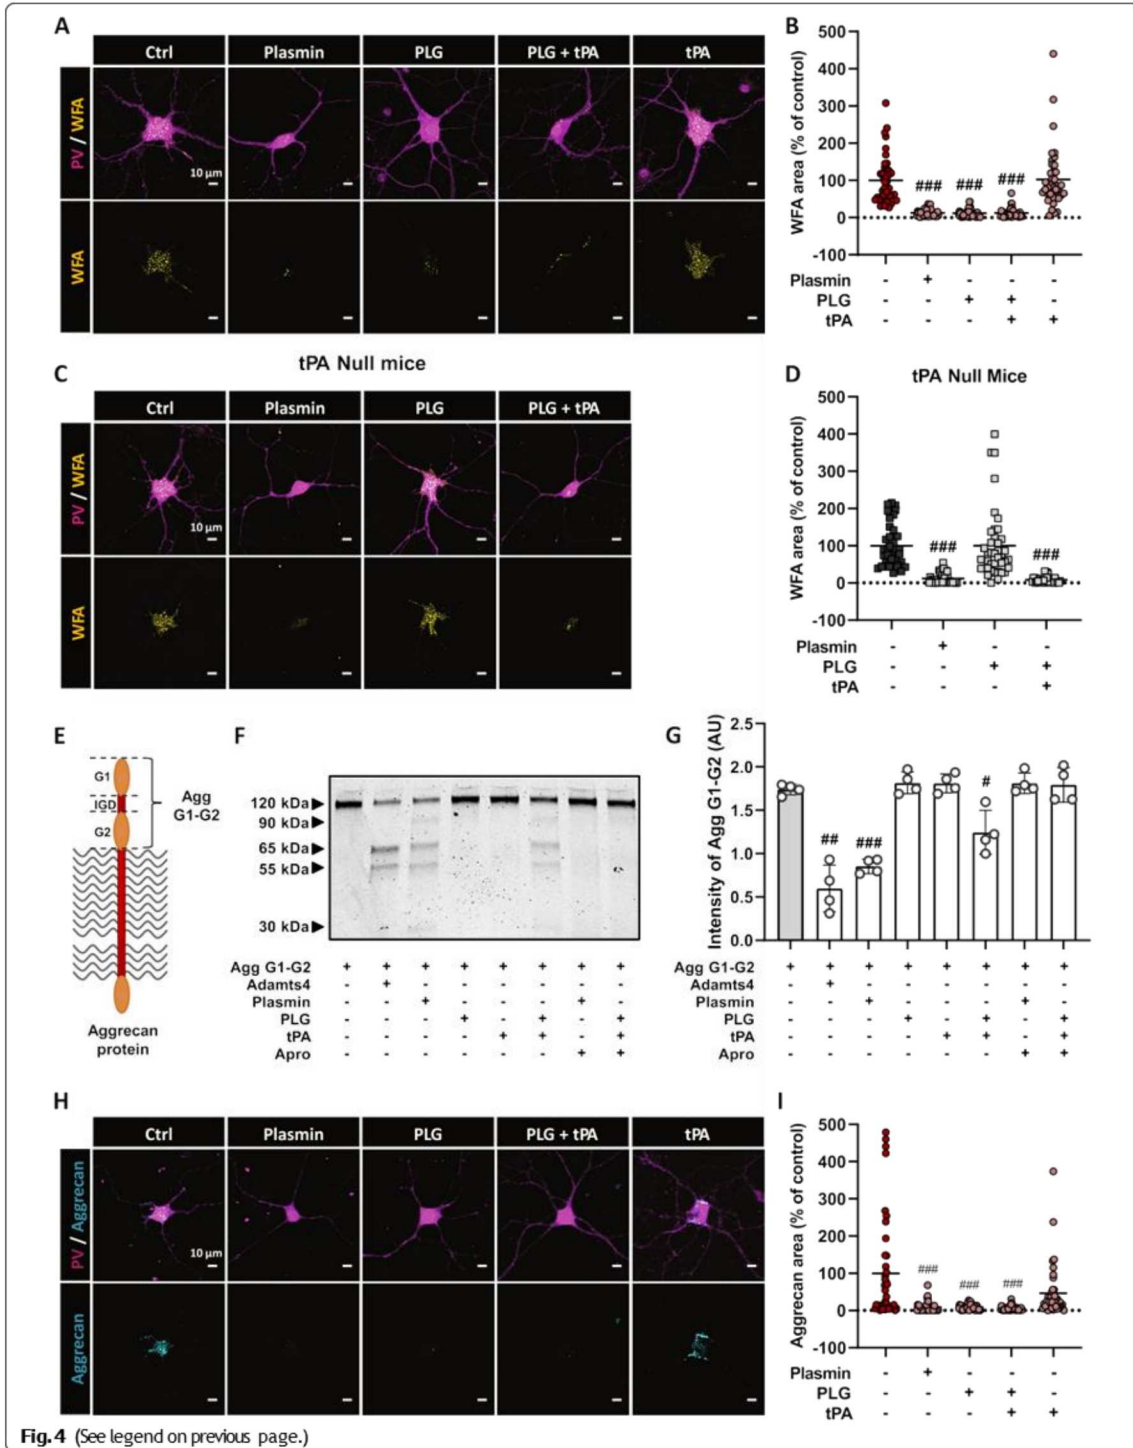 A
Ctrl Plasmin PLG PLG + tPA tPA
PV / WFA
10 µm
WFA
B
WFA area (% of control)
500
400
300
200
100
0
-100
### ### ###
Plasmin - + - - -
PLG - - + + -
tPA - - - + +
tPA Null mice
C
Ctrl Plasmin PLG PLG + tPA
PV / WFA
10 µm
WFA
D
tPA Null Mice
WFA area (% of control)
500
400
300
200
100
0
-100
### ###
Plasmin - + - -
PLG - - + +
tPA - - - +
E
G1
IGD
G2
Agg
G1-G2
Aggrecan
protein
F
120 kDa
90 kDa
65 kDa
55 kDa
30 kDa
Agg G1-G2 + + + + + + + +
Adamts4 - + - - - - - -
Plasmin - - + - - - + -
PLG - - - + - + - +
tPA - - - - + + - +
Apro - - - - - - + +
G
Intensity of Agg G1-G2 (AU)
2.5
2.0
1.5
1.0
0.5
0.0
## ### #
Agg G1-G2 + + + + + + + +
Adamts4 - + - - - - - -
Plasmin - - + - - - + -
PLG - - - + - + - +
tPA - - - - + + - +
Apro - - - - - - + +
H
Ctrl Plasmin PLG PLG + tPA tPA
PV / Aggrecan
10 µm
Aggrecan
I
Aggrecan area (% of control)
500
400
300
200
100
0
-100
### ### ###
Plasmin - + - - -
PLG - - + + -
tPA - - - + +
Fig. 4 (See legend on previous page.)